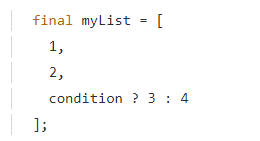 final myList = [
  1,
  2,
  condition ? 3 : 4
];